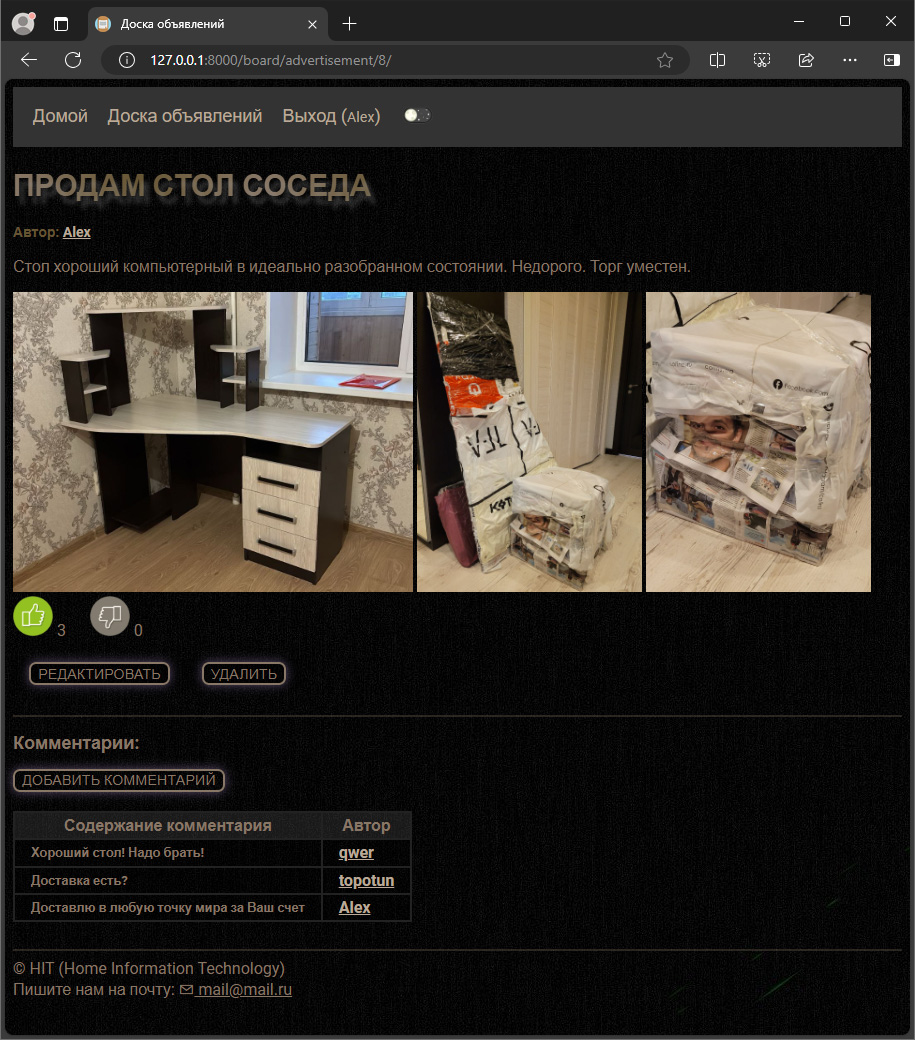 Доска объявлений
127.0.0.1:8000/board/advertisement/8/
Домой Доска объявлений Выход (Alex)
ПРОДАМ СТОЛ СОСЕДА
Автор: Alex
Стол хороший компьютерный в идеально разобранном состоянии. Недорого. Торг уместен.
facebook.com
3 0
РЕДАКТИРОВАТЬ УДАЛИТЬ
Комментарии:
ДОБАВИТЬ КОММЕНТАРИЙ
Содержание комментария Автор
Хороший стол! Надо брать! qwer
Доставка есть? topotun
Доставлю в любую точку мира за Ваш счет Alex
© HIT (Home Information Technology)
Пишите нам на почту: mail@mail.ru